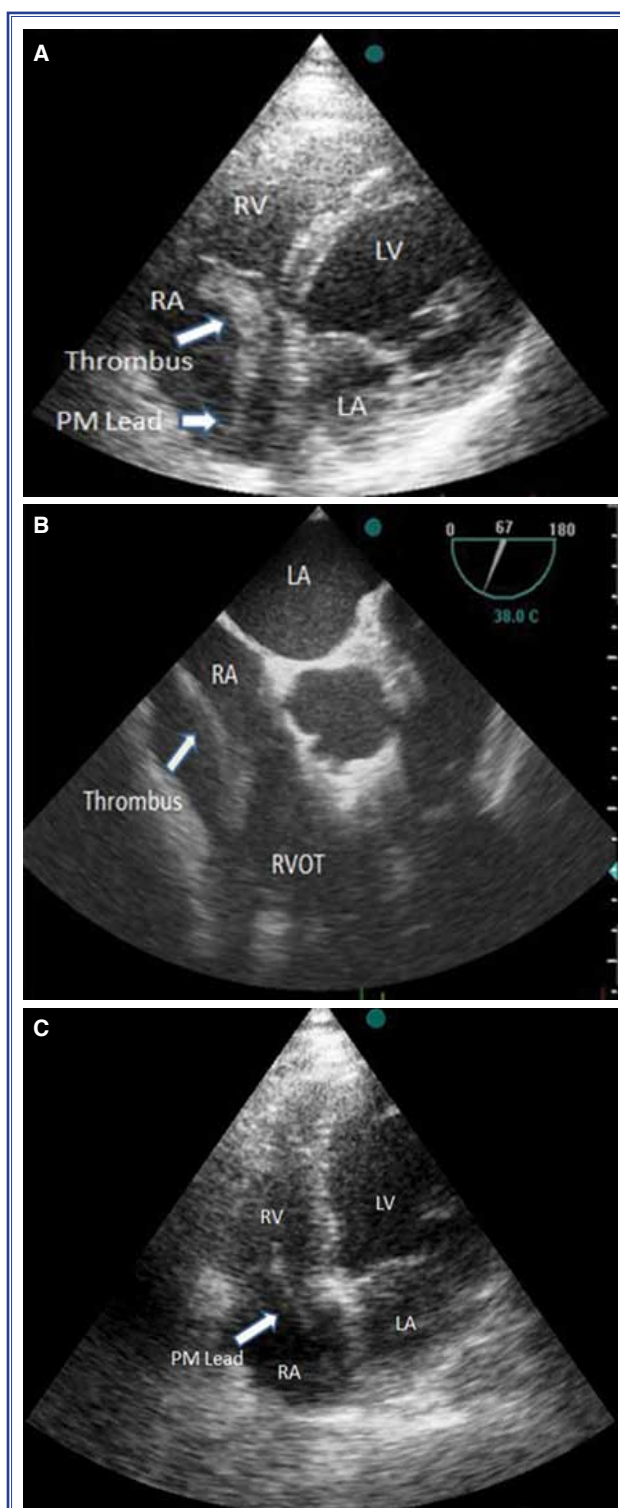 A
RV
LV
RA
Thrombus
PM Lead
LA
B
0 67 180
LA
38.0 C
RA
Thrombus
RVOT
C
RV
LV
PM Lead
LA
RA